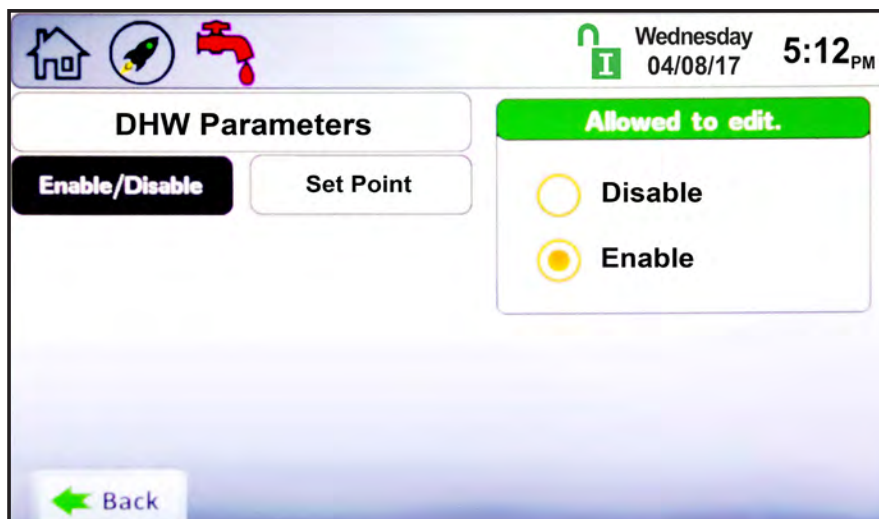 Wednesday
04/08/17
5:12PM
DHW Parameters
Allowed to edit.
Enable/Disable
Set Point
Disable
Enable
I
Back